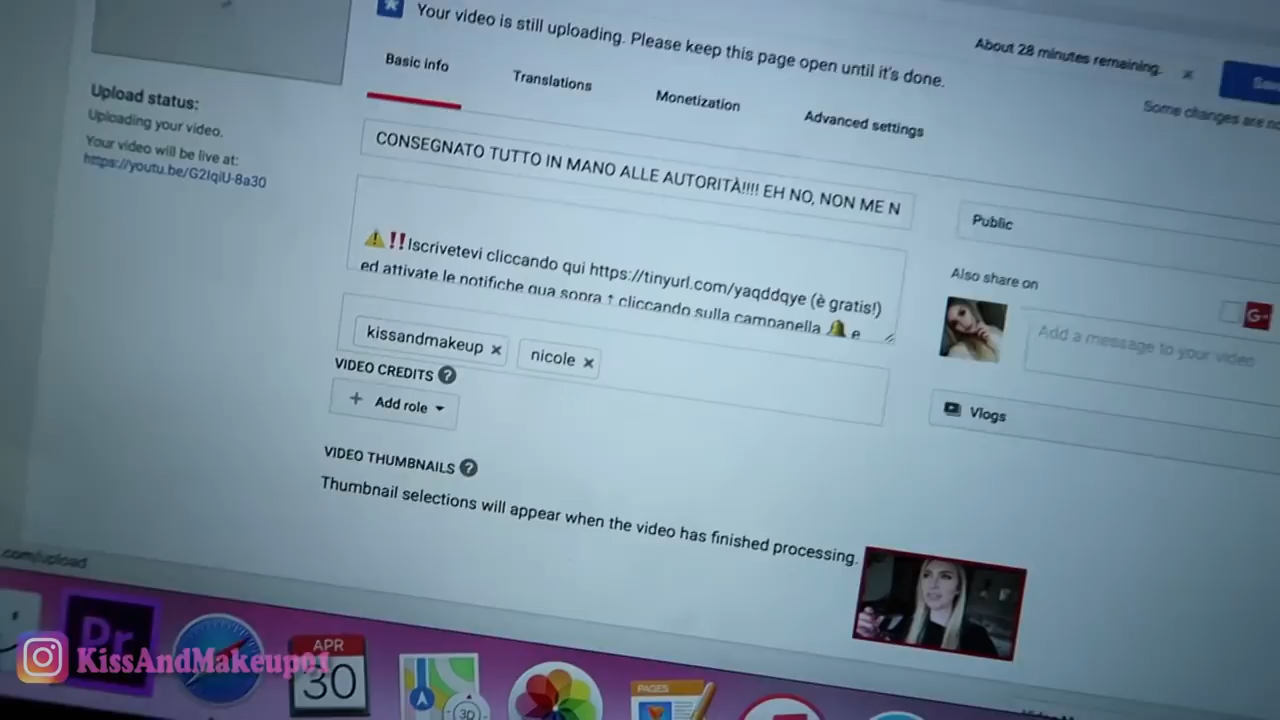 Your video is still uploading. Please keep this page open until it's done.
About 28 minutes remaining.
Some changes are
Basic info
Translations
Monetization
Advanced settings
Upload status:
Uploading your video.
Your video will be live at:
https://youtu.be/G2IqiU-8a30
CONSEGNATO TUTTO IN MANO ALLE AUTORITÀ!!!! EH NO, NON ME N
Public
⚠️‼️Iscrivetevi cliccando qui https://tinyurl.com/yaqddqye (è gratis!)
ed attivate le notifiche qua sopra ↑ cliccando sulla campanella 🔔 e
Also share on
G+
Add a message to your video
kissandmakeup ×
nicole ×
VIDEO CREDITS ?
+ Add role
Vlogs
VIDEO THUMBNAILS ?
Thumbnail selections will appear when the video has finished processing.
.com/upload
Pr
APR
30
3D
PAGES
KissAndMakeup01